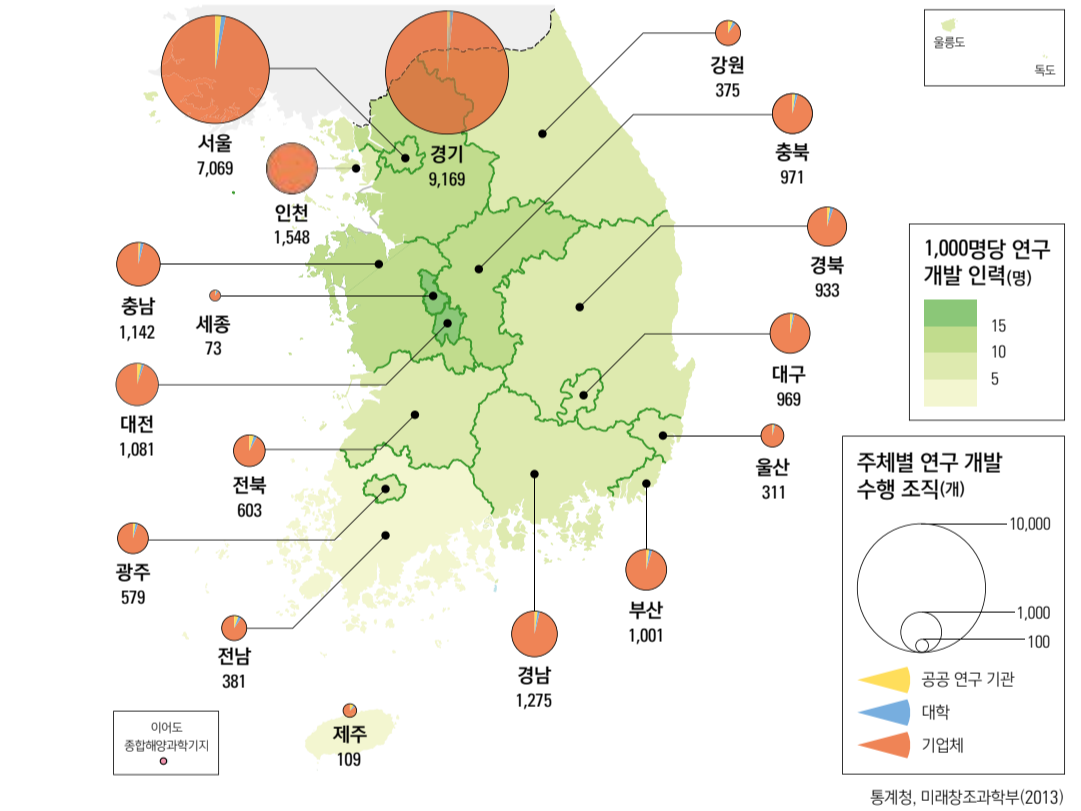 울릉도
독도
강원
375
서울
7,069
경기
9,169
충북
971
인천
1,548
경북
933
충남
1,142
세종
73
대구
969
대전
1,081
울산
311
전북
603
광주
579
부산
1,001
전남
381
경남
1,275
제주
109
이어도
종합해양과학기지
1,000명당 연구
개발 인력(명)
15
10
5
주체별 연구 개발
수행 조직(개)
10,000
1,000
100
공공 연구 기관
대학
기업체
통계청, 미래창조과학부(2013)